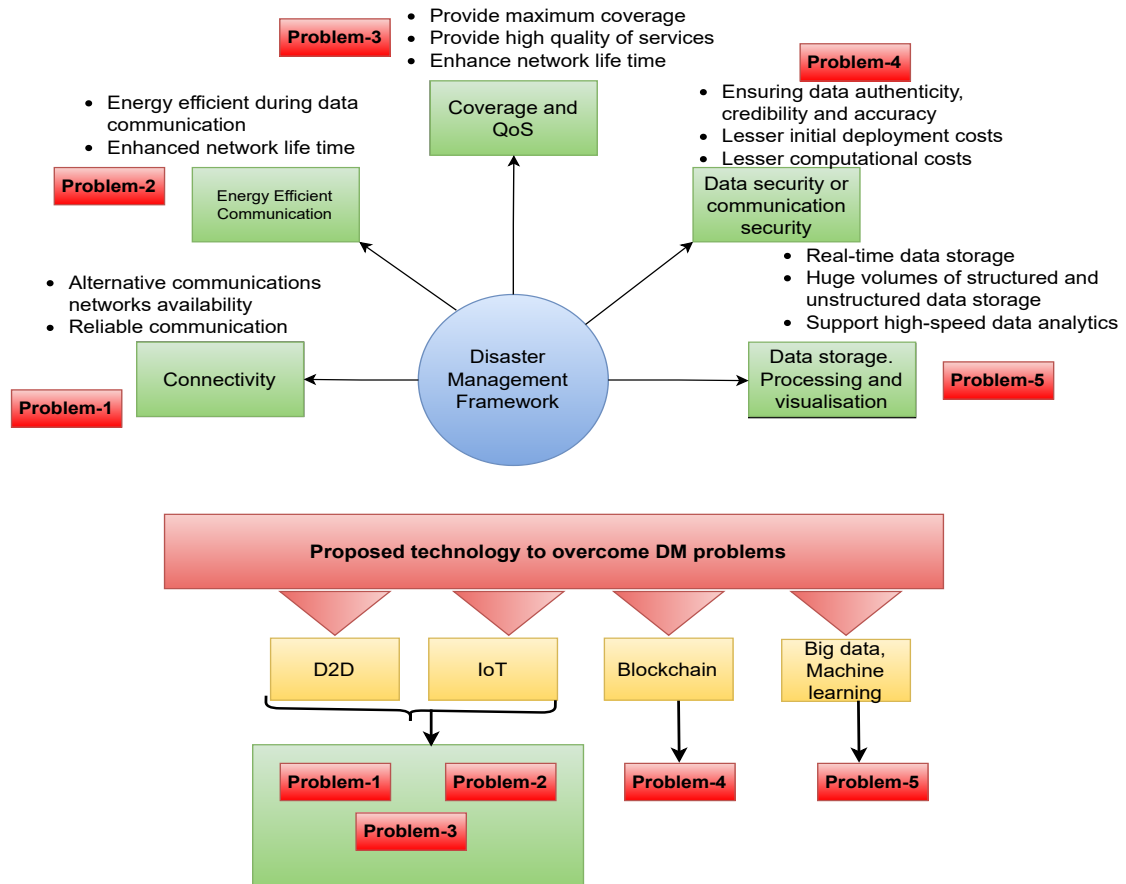 Problem-3
• Provide maximum coverage
• Provide high quality of services
• Enhance network life time
Coverage and
QoS
Problem-4
• Ensuring data authenticity,
credibility and accuracy
• Lesser initial deployment costs
• Lesser computational costs
Data security or
communication
security
• Energy efficient during data
communication
• Enhanced network life time
Problem-2
Energy Efficient
Communication
• Alternative communications
networks availability
• Reliable communication
Connectivity
Problem-1
Disaster
Management
Framework
• Real-time data storage
• Huge volumes of structured and
unstructured data storage
• Support high-speed data analytics
Data storage.
Processing and
visualisation
Problem-5
Proposed technology to overcome DM problems
D2D
IoT
Blockchain
Big data,
Machine
learning
Problem-1
Problem-2
Problem-3
Problem-4
Problem-5